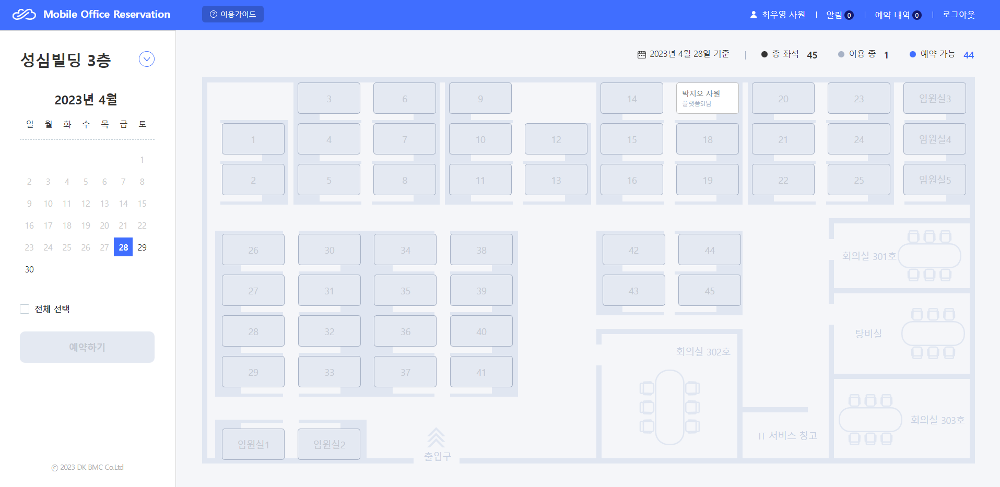 Mobile Office Reservation
이용가이드
최우영 사원
알림 0
예약 내역 0
로그아웃
성심빌딩 3층
2023년 4월
일 월 화 수 목 금 토
1
2 3 4 5 6 7 8
9 10 11 12 13 14 15
16 17 18 19 20 21 22
23 24 25 26 27 28 29
30
전체 선택
예약하기
ⓒ 2023 DK BMC Co.Ltd
2023년 4월 28일 기준
총 좌석 45
이용 중 1
예약 가능 44
3 6 9 14
박지오 사원
플랫폼SI팀
20 23 임원실3
1 4 7 10 12 15 18 21 24 임원실4
2 5 8 11 13 16 19 22 25 임원실5
26 30 34 38 42 44
회의실 301호
27 31 35 39 43 45
28 32 36 40
탕비실
회의실 302호
29 33 37 41
회의실 303호
IT 서비스 창고
임원실1 임원실2
출입구